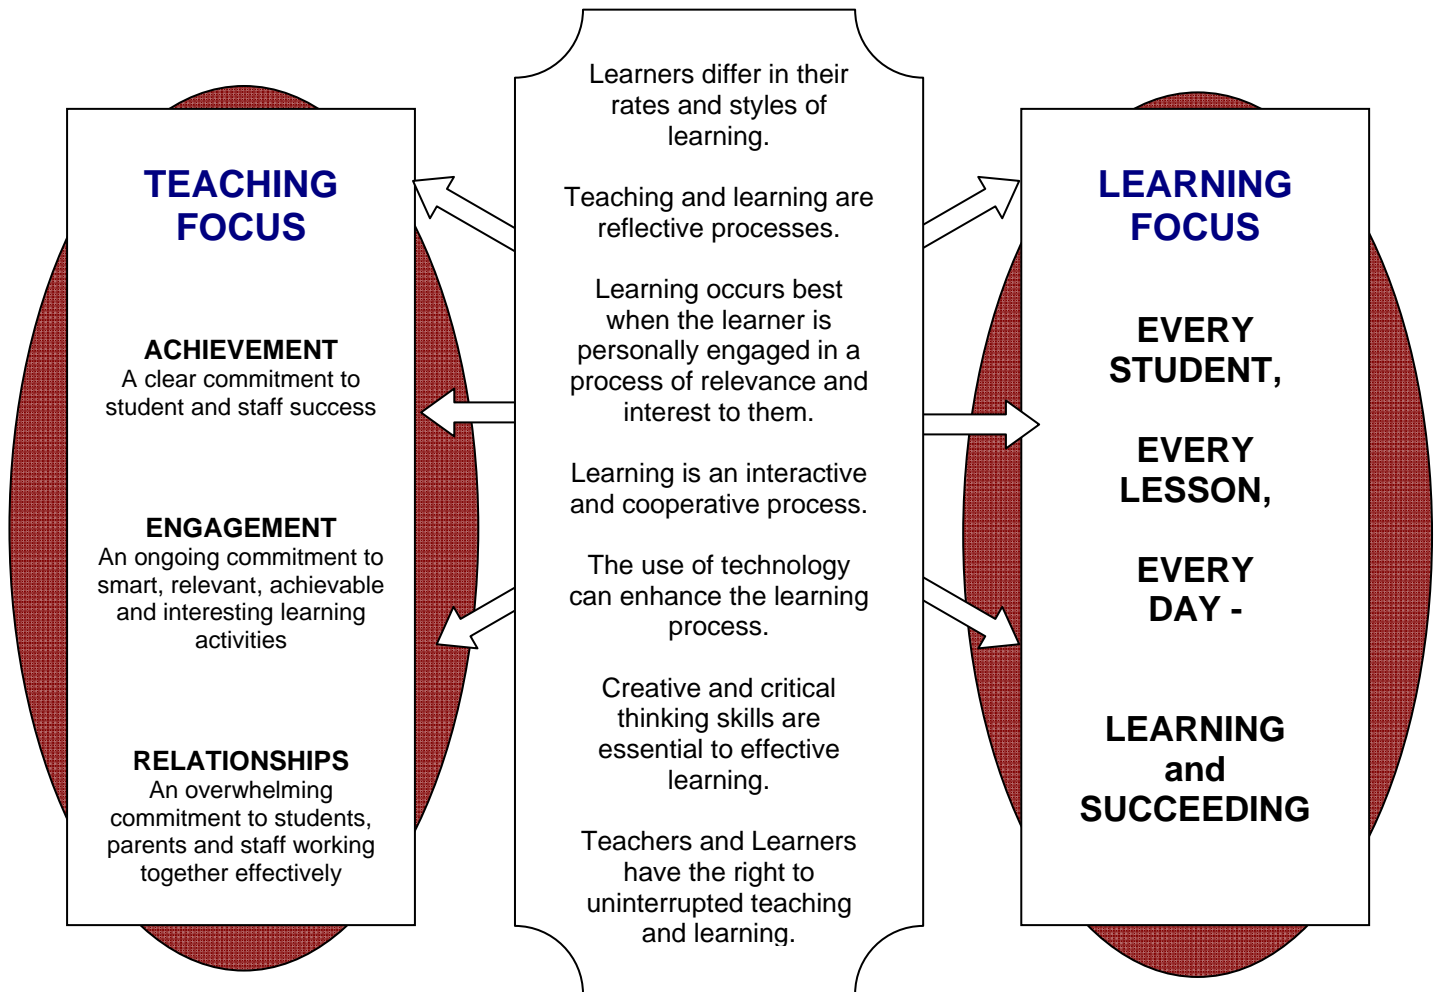 TEACHING
FOCUS
ACHIEVEMENT
A clear commitment to
student and staff success
ENGAGEMENT
An ongoing commitment to
smart, relevant, achievable
and interesting learning
activities
RELATIONSHIPS
An overwhelming
commitment to students,
parents and staff working
together effectively
Learners differ in their
rates and styles of
learning.
Teaching and learning are
reflective processes.
Learning occurs best
when the learner is
personally engaged in a
process of relevance and
interest to them.
Learning is an interactive
and cooperative process.
The use of technology
can enhance the learning
process.
Creative and critical
thinking skills are
essential to effective
learning.
Teachers and Learners
have the right to
uninterrupted teaching
and learning.
LEARNING
FOCUS
EVERY
STUDENT,
EVERY
LESSON,
EVERY
DAY -
LEARNING
and
SUCCEEDING